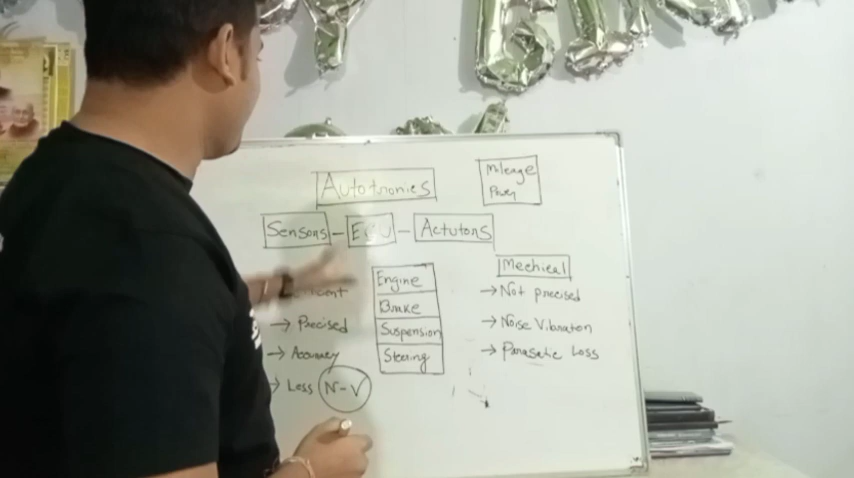 Autotronics
Mileage
Power
Sensors - ECU - Actutors
Mechical
Engine
Brake
Suspension
Steering
→ Precised
→ Accuracy
→ Less N-V
→ Not precised
→ Noise Vibration
→ Parasatic Loss